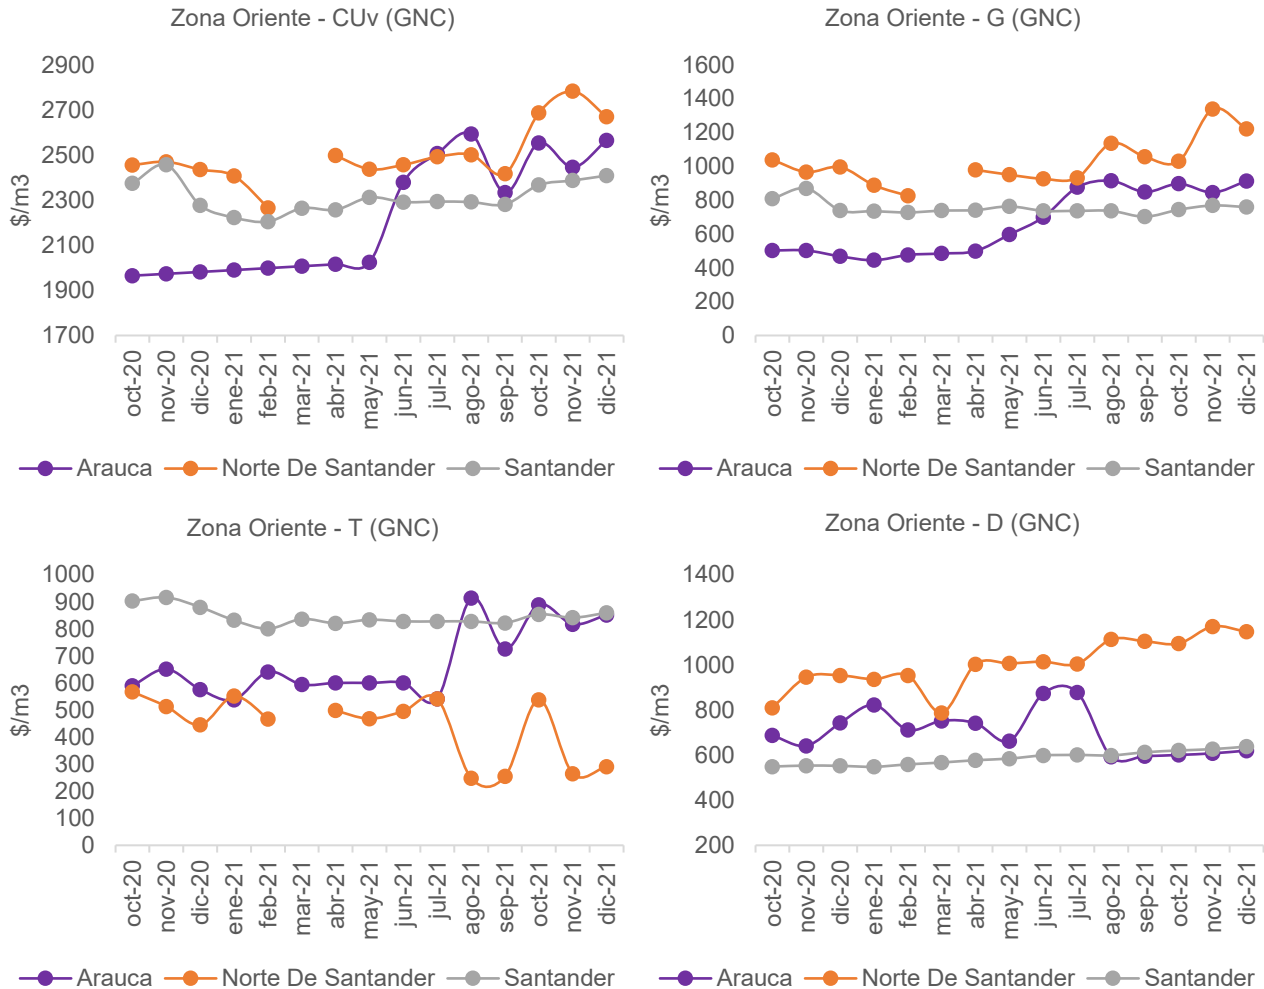 Zona Oriente - CUv (GNC)
$/m3
2900
2700
2500
2300
2100
1900
1700
oct-20
nov-20
dic-20
ene-21
feb-21
mar-21
abr-21
may-21
jun-21
jul-21
ago-21
sep-21
oct-21
nov-21
dic-21
Arauca Norte De Santander Santander
Zona Oriente - G (GNC)
$/m3
1600
1400
1200
1000
800
600
400
200
0
oct-20
nov-20
dic-20
ene-21
feb-21
mar-21
abr-21
may-21
jun-21
jul-21
ago-21
sep-21
oct-21
nov-21
dic-21
Arauca Norte De Santander Santander
Zona Oriente - T (GNC)
$/m3
1000
900
800
700
600
500
400
300
200
100
0
oct-20
nov-20
dic-20
ene-21
feb-21
mar-21
abr-21
may-21
jun-21
jul-21
ago-21
sep-21
oct-21
nov-21
dic-21
Arauca Norte De Santander Santander
Zona Oriente - D (GNC)
$/m3
1400
1200
1000
800
600
400
200
oct-20
nov-20
dic-20
ene-21
feb-21
mar-21
abr-21
may-21
jun-21
jul-21
ago-21
sep-21
oct-21
nov-21
dic-21
Arauca Norte De Santander Santander